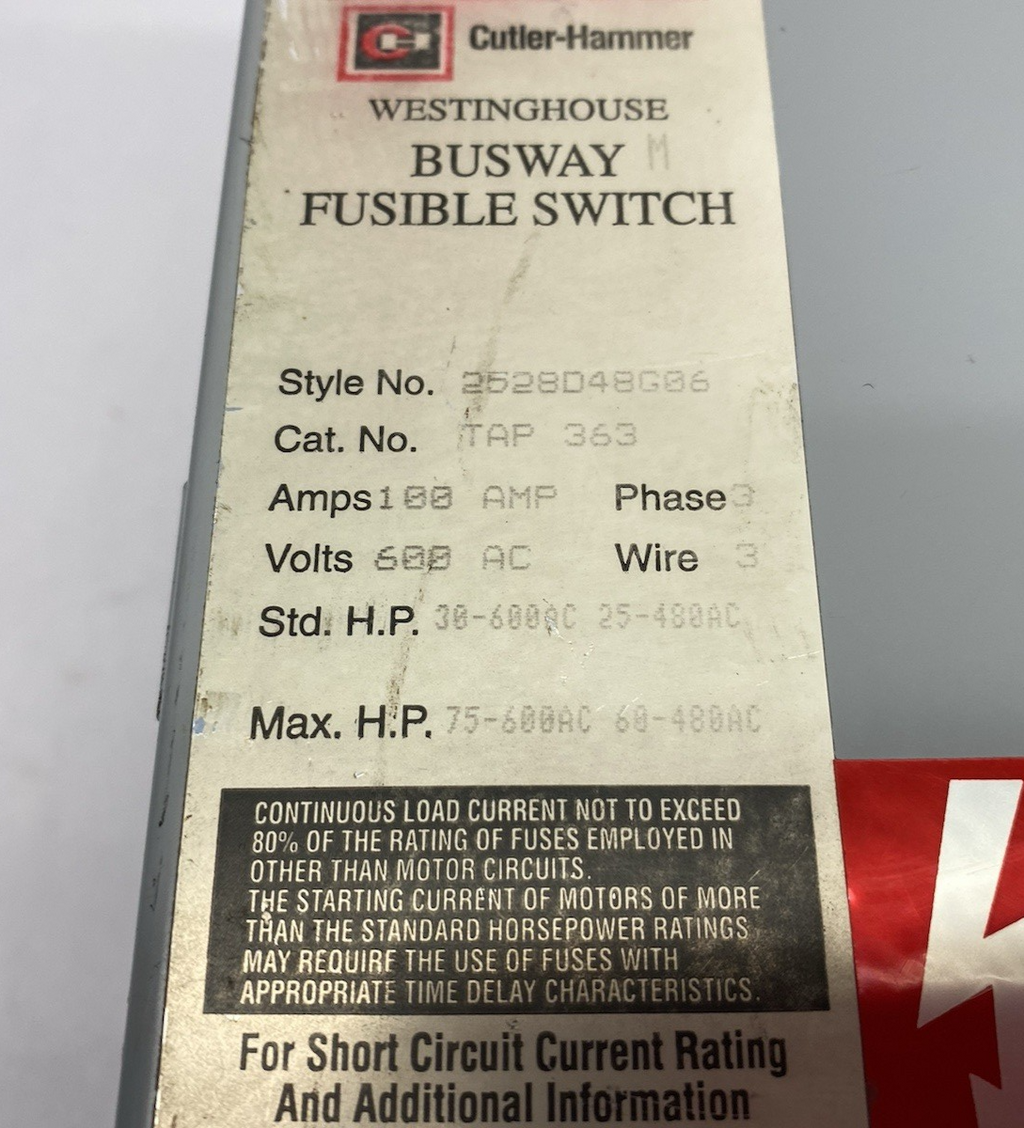 Cutler-Hammer
WESTINGHOUSE
BUSWAY M
FUSIBLE SWITCH
Style No. 2528D48G06
Cat. No. TAP 363
Amps 100 AMP Phase 3
Volts 600 AC Wire 3
Std. H.P. 30-600AC 25-480AC
Max. H.P. 75-600AC 60-480AC
CONTINUOUS LOAD CURRENT NOT TO EXCEED
80% OF THE RATING OF FUSES EMPLOYED IN
OTHER THAN MOTOR CIRCUITS.
THE STARTING CURRENT OF MOTORS OF MORE
THAN THE STANDARD HORSEPOWER RATINGS
MAY REQUIRE THE USE OF FUSES WITH
APPROPRIATE TIME DELAY CHARACTERISTICS.
For Short Circuit Current Rating
And Additional Information